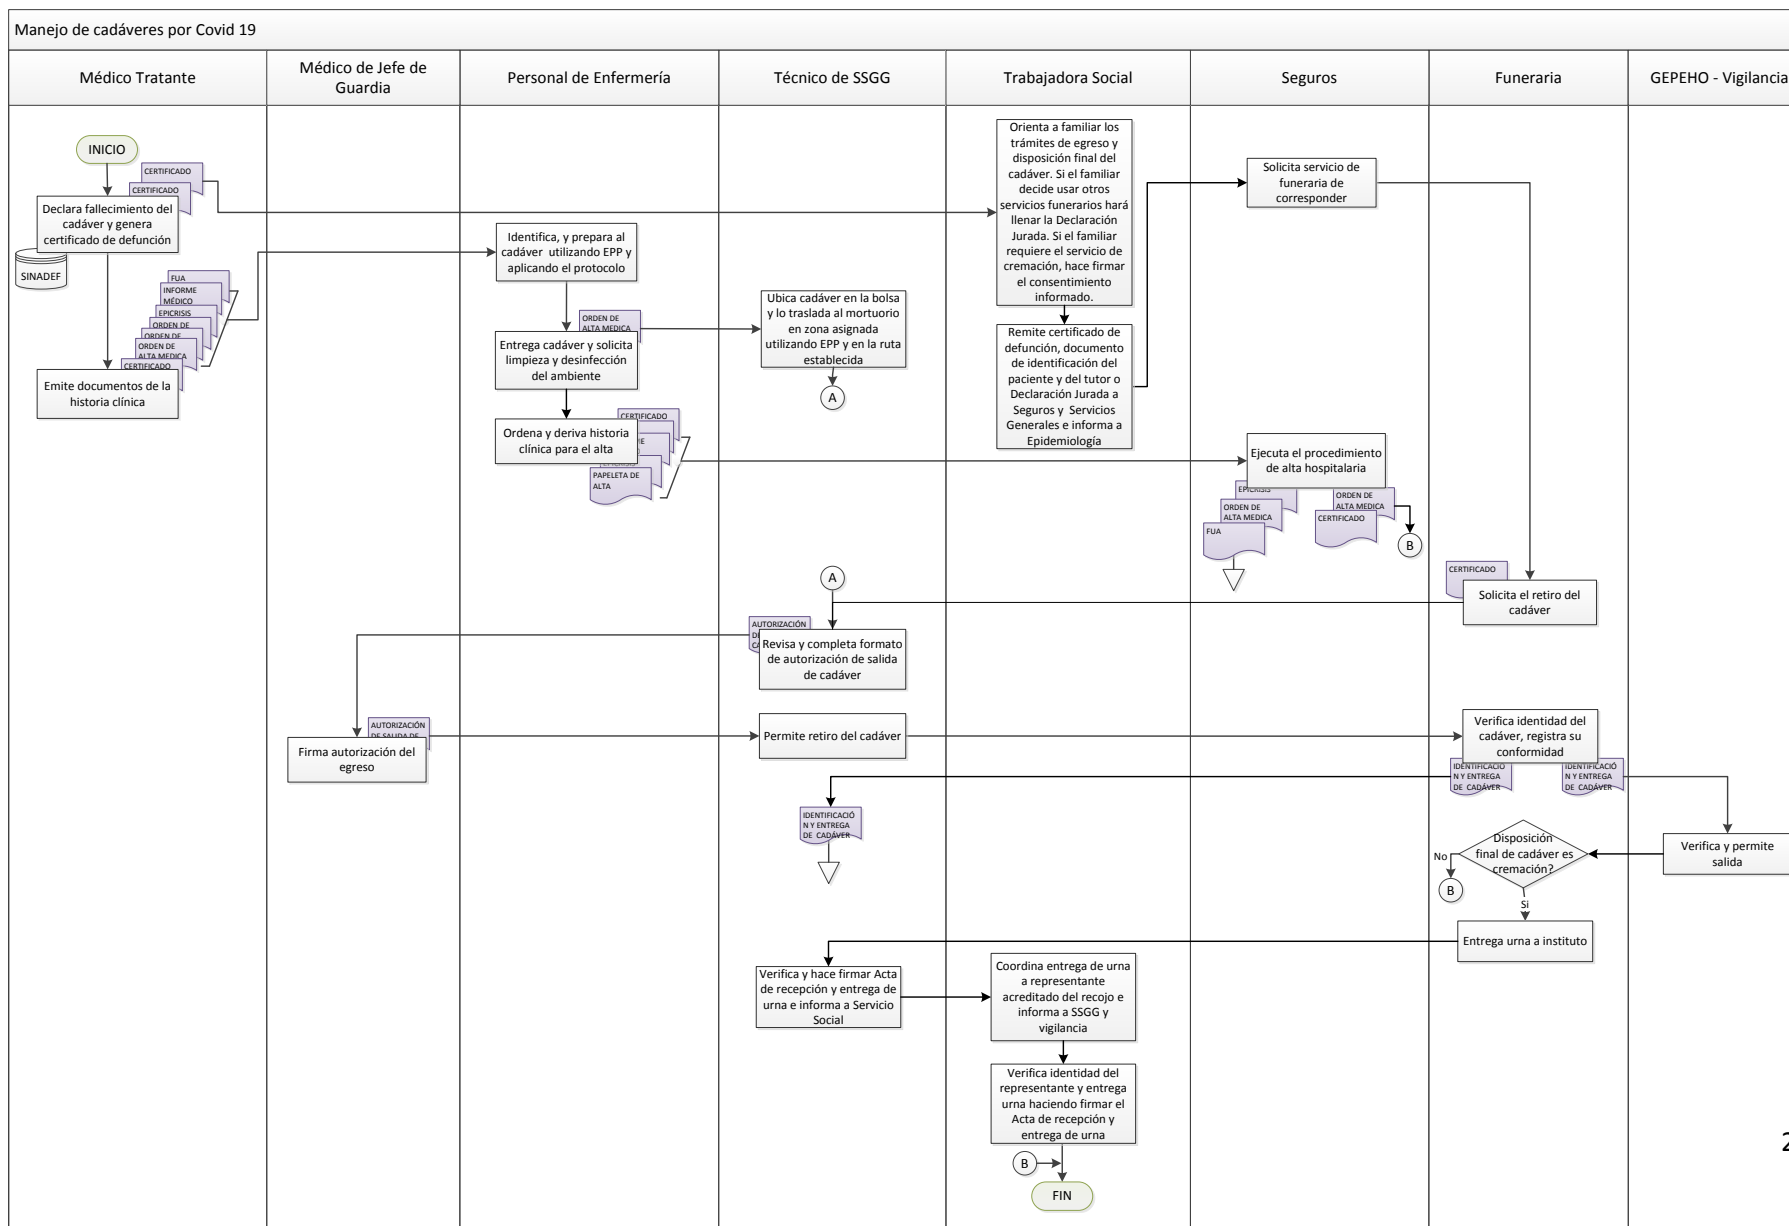 Manejo de cadáveres por Covid 19
Médico Tratante
Médico de Jefe de
Guardia
Personal de Enfermería
Técnico de SSGG
Trabajadora Social
Seguros
Funeraria
GEPEHO - Vigilancia
INICIO
CERTIFICADO
CERTIFICADO
Declara fallecimiento del
cadáver y genera
certificado de defunción
SINADEF
FUA
INFORME
MÉDICO
EPICRISIS
ORDEN DE
ORDEN DE
ORDEN DE
ALTA MEDICA
CERTIFICADO
Emite documentos de la
historia clínica
Identifica, y prepara al
cadáver utilizando EPP y
aplicando el protocolo
ORDEN DE
ALTA MEDICA
Entrega cadáver y solicita
limpieza y desinfección
del ambiente
CERTIFICADO
Ordena y deriva historia
clínica para el alta
PAPELETA DE
ALTA
Ubica cadáver en la bolsa
y lo traslada al mortuorio
en zona asignada
utilizando EPP y en la ruta
establecida
A
Orienta a familiar los
trámites de egreso y
disposición final del
cadáver. Si el familiar
decide usar otros
servicios funerarios hará
llenar la Declaración
Jurada. Si el familiar
requiere el servicio de
cremación, hace firmar
el consentimiento
informado.
Remite certificado de
defunción, documento
de identificación del
paciente y del tutor o
Declaración Jurada a
Seguros y Servicios
Generales e informa a
Epidemiología
Solicita servicio de
funeraria de
corresponder
Ejecuta el procedimiento
de alta hospitalaria
EPICRISIS
ORDEN DE
ALTA MEDICA
FUA
ORDEN DE
ALTA MEDICA
CERTIFICADO
B
CERTIFICADO
Solicita el retiro del
cadáver
A
AUTORIZACIÓN
Revisa y completa formato
de autorización de salida
de cadáver
AUTORIZACIÓN
DE SALIDA DE
Firma autorización del
egreso
Permite retiro del cadáver
Verifica identidad del
cadáver, registra su
conformidad
IDENTIFICACIÓ
N Y ENTREGA
DE CADÁVER
IDENTIFICACIÓ
N Y ENTREGA
DE CADÁVER
IDENTIFICACIÓ
N Y ENTREGA
DE CADÁVER
Verifica y permite
salida
Disposición
final de cadáver es
cremación?
No
B
Si
Entrega urna a instituto
Verifica y hace firmar Acta
de recepción y entrega de
urna e informa a Servicio
Social
Coordina entrega de urna
a representante
acreditado del recojo e
informa a SSGG y
vigilancia
Verifica identidad del
representante y entrega
urna haciendo firmar el
Acta de recepción y
entrega de urna
B
FIN
2